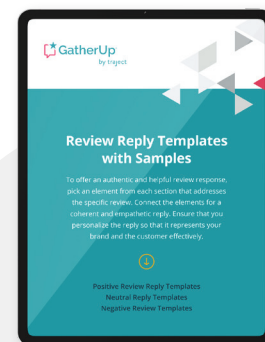 GatherUp
by traject
Review Reply Templates
with Samples
To offer an authentic and helpful review response,
pick an element from each section that addresses
the specific review. Connect the elements for a
coherent and empathetic reply. Ensure that you
personalize the reply so that it represents your
brand and the customer effectively.
Positive Review Reply Templates
Neutral Reply Templates
Negative Review Templates